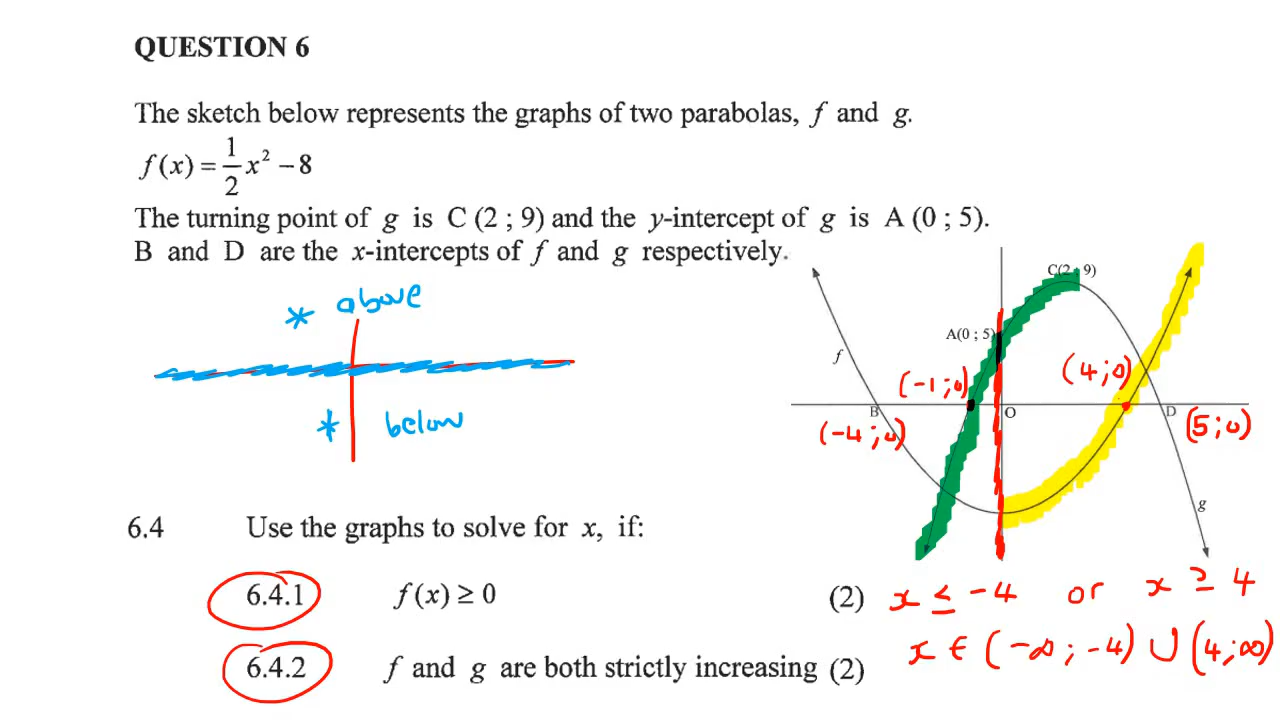 QUESTION 6
The sketch below represents the graphs of two parabolas, f and g.
f(x) = 1/2 x² − 8
The turning point of g is C (2 ; 9) and the y-intercept of g is A (0 ; 5).
B and D are the x-intercepts of f and g respectively.
* above
* below
C(2 ; 9)
A(0 ; 5)
f
(-1;0)
(4;0)
B
O
D
(-4;0)
(5;0)
g
6.4 Use the graphs to solve for x, if:
6.4.1 f(x) ≥ 0 (2) x ≤ -4 or x ≥ 4
x ∈ (-∞; -4) ∪ (4;∞)
6.4.2 f and g are both strictly increasing (2)